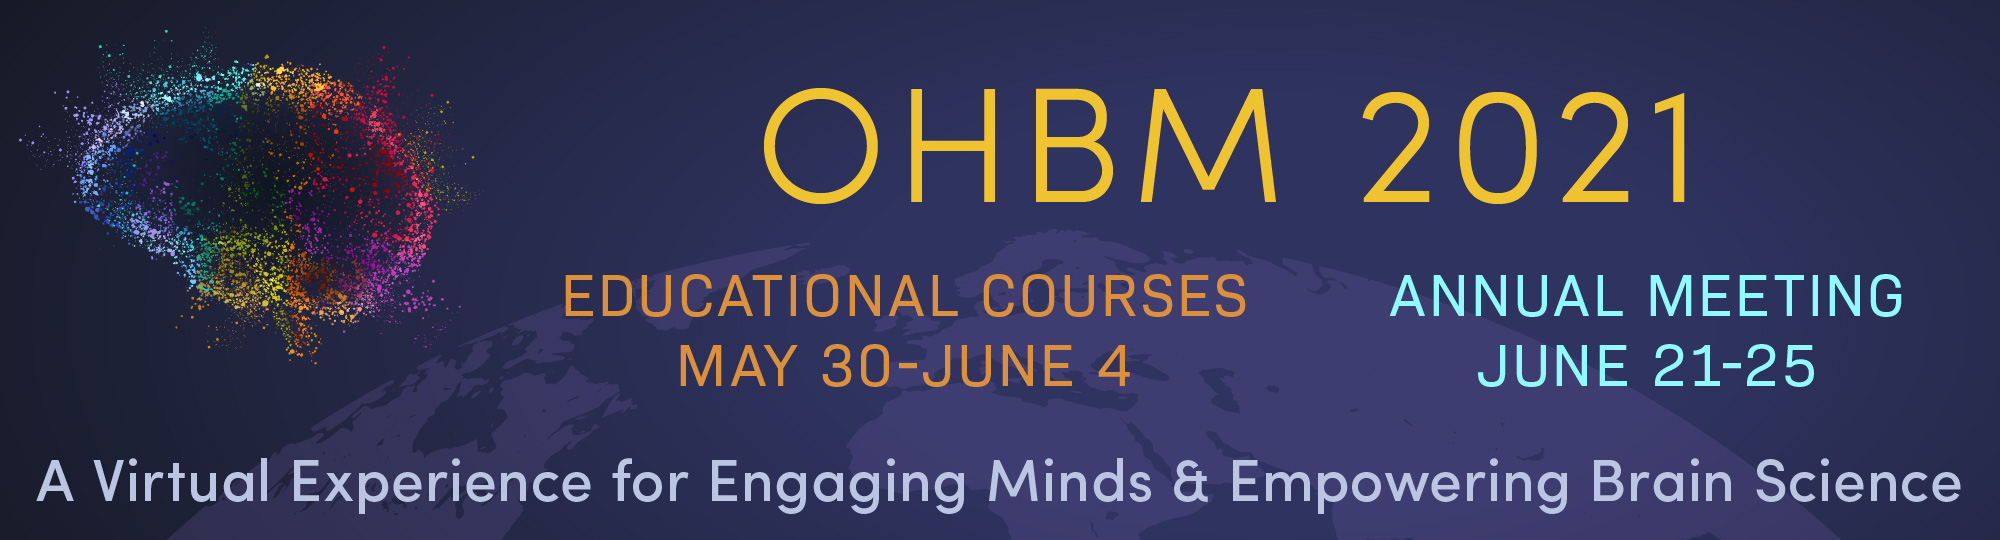 OHBM 2021
EDUCATIONAL COURSES
MAY 30-JUNE 4
ANNUAL MEETING
JUNE 21-25
A Virtual Experience for Engaging Minds & Empowering Brain Science